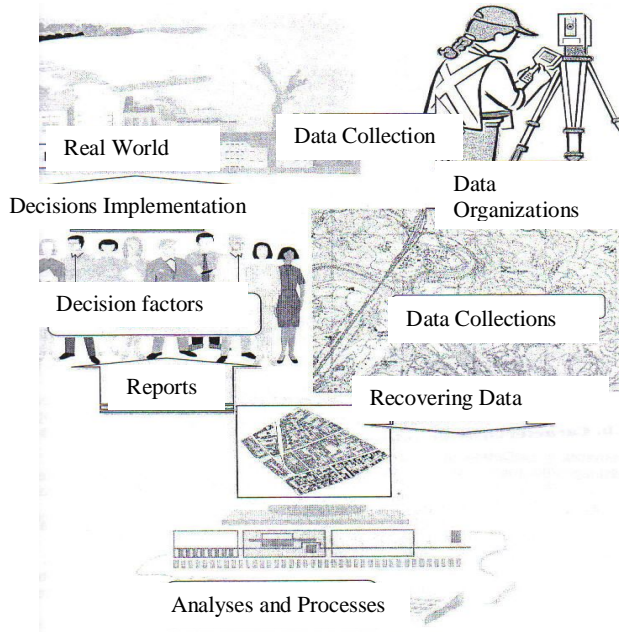 Real World
Data Collection
Data
Organizations
Decisions Implementation
Decision factors
Data Collections
Reports
Recovering Data
Analyses and Processes